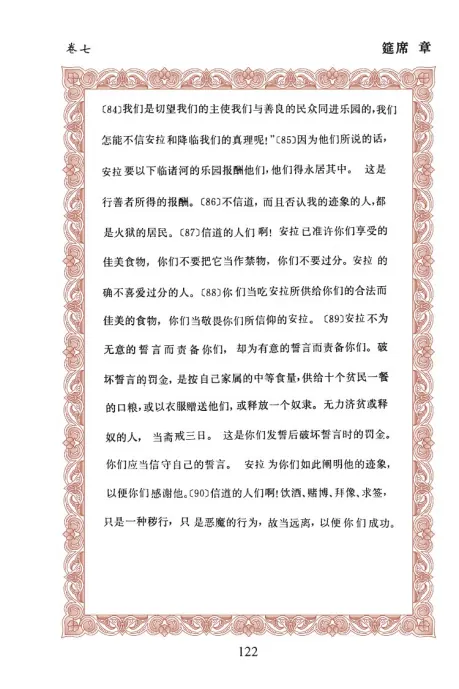 卷七
筵席 章
〔84〕我们是切望我们的主使我们与善良的民众同进乐园的,我们
怎能不信安拉和降临我们的真理呢!”〔85〕因为他们所说的话,
安拉要以下临诸河的乐园报酬他们,他们得永居其中。 这是
行善者所得的报酬。〔86〕不信道,而且否认我的迹象的人,都
是火狱的居民。〔87〕信道的人们啊! 安拉已准许你们享受的
佳美食物, 你们不要把它当作禁物, 你们不要过分。安拉的
确不喜爱过分的人。〔88〕你们当吃安拉所供给你们的合法而
佳美的食物, 你们当敬畏你们所信仰的安拉。〔89〕安拉不为
无意的誓言而责备你们, 却为有意的誓言而责备你们。破
坏誓言的罚金,是按自己家属的中等食量,供给十个贫民一餐
的口粮,或以衣服赠送他们,或释放一个奴隶。无力济贫或释
奴的人, 当斋戒三日。 这是你们发誓后破坏誓言时的罚金。
你们应当信守自己的誓言。 安拉为你们如此阐明他的迹象,
以便你们感谢他。〔90〕信道的人们啊!饮酒、赌博、拜像、求签,
只是一种秽行, 只是恶魔的行为, 故当远离, 以便你们成功。
122